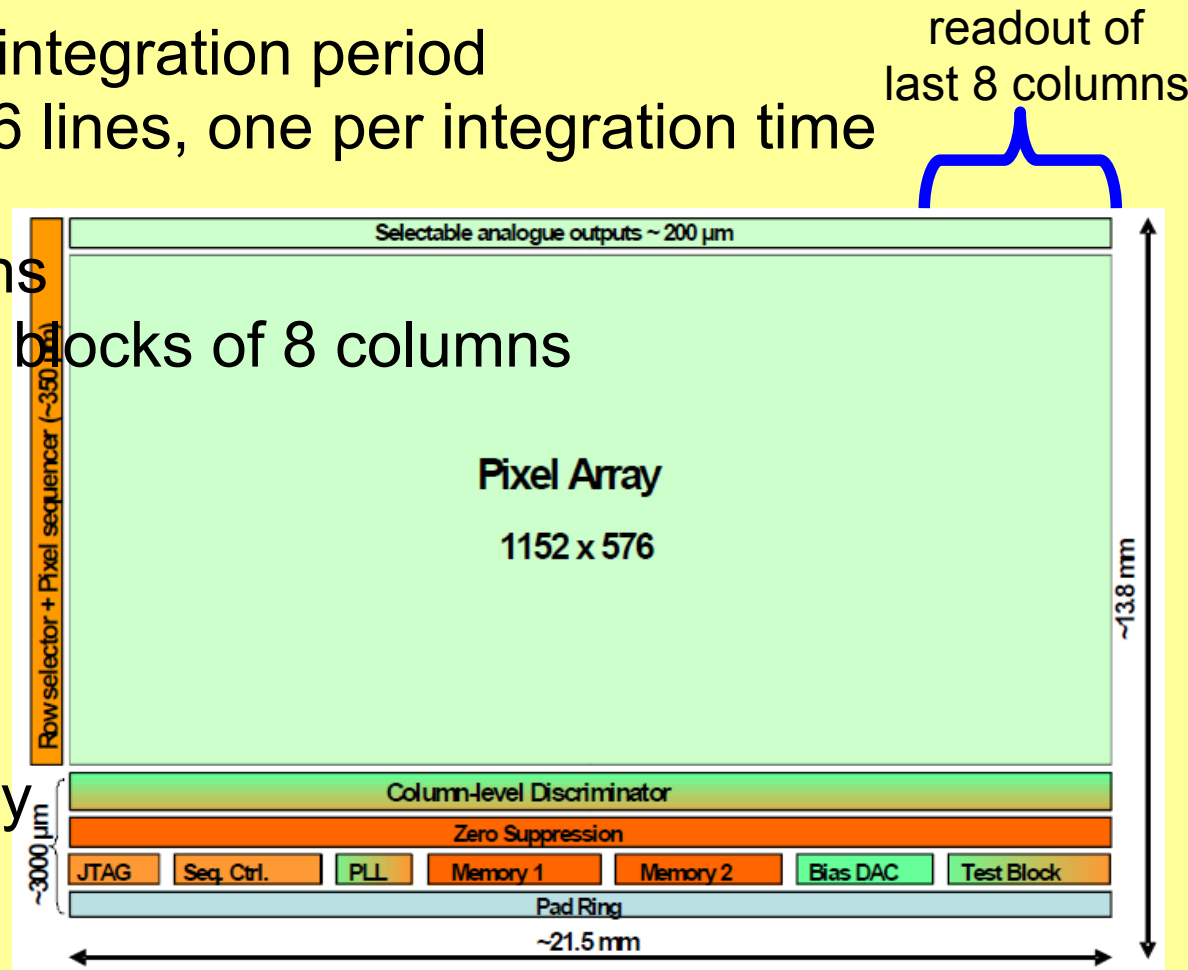 integration period
6 lines, one per integration time
readout of
last 8 columns
ns
blocks of 8 columns
Selectable analogue outputs ~ 200 µm
Row selector + Pixel sequencer (~350
Pixel Array
1152 x 576
~13.8 mm
y
~3000 µm
Column-level Discriminator
Zero Suppression
JTAG Seq. Ctrl. PLL Memory 1 Memory 2 Bias DAC Test Block
Pad Ring
~21.5 mm